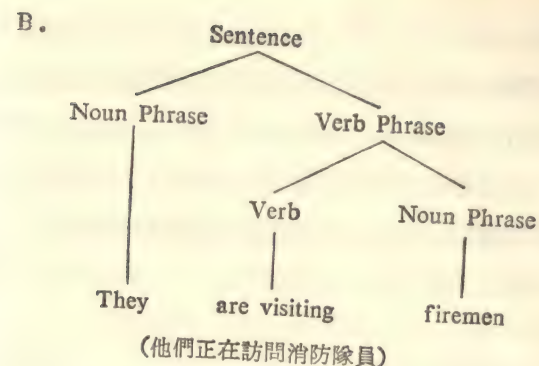 B.
Sentence
Noun Phrase Verb Phrase
Verb Noun Phrase
They are visiting firemen
(他們正在訪問消防隊員)